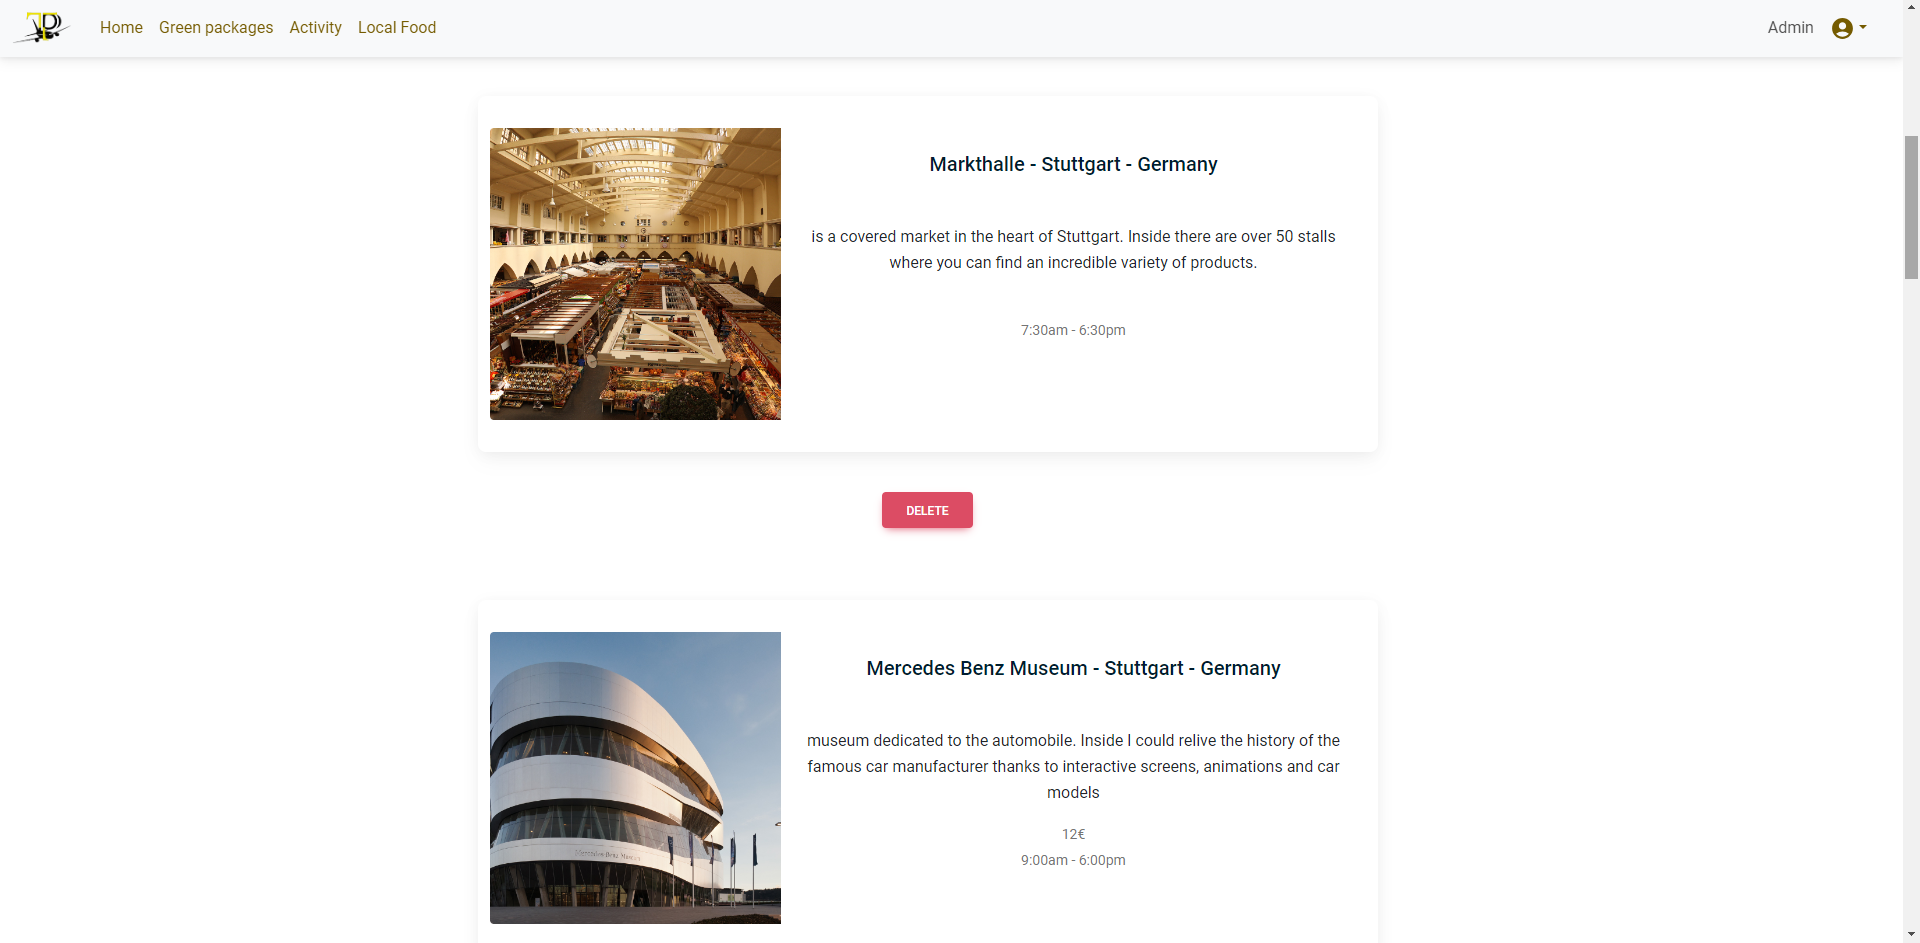 Home Green packages Activity Local Food Admin
Markthalle - Stuttgart - Germany
is a covered market in the heart of Stuttgart. Inside there are over 50 stalls
where you can find an incredible variety of products.
7:30am - 6:30pm
DELETE
Mercedes Benz Museum - Stuttgart - Germany
museum dedicated to the automobile. Inside I could relive the history of the
famous car manufacturer thanks to interactive screens, animations and car
models
12€
9:00am - 6:00pm
Mercedes-Benz Museum